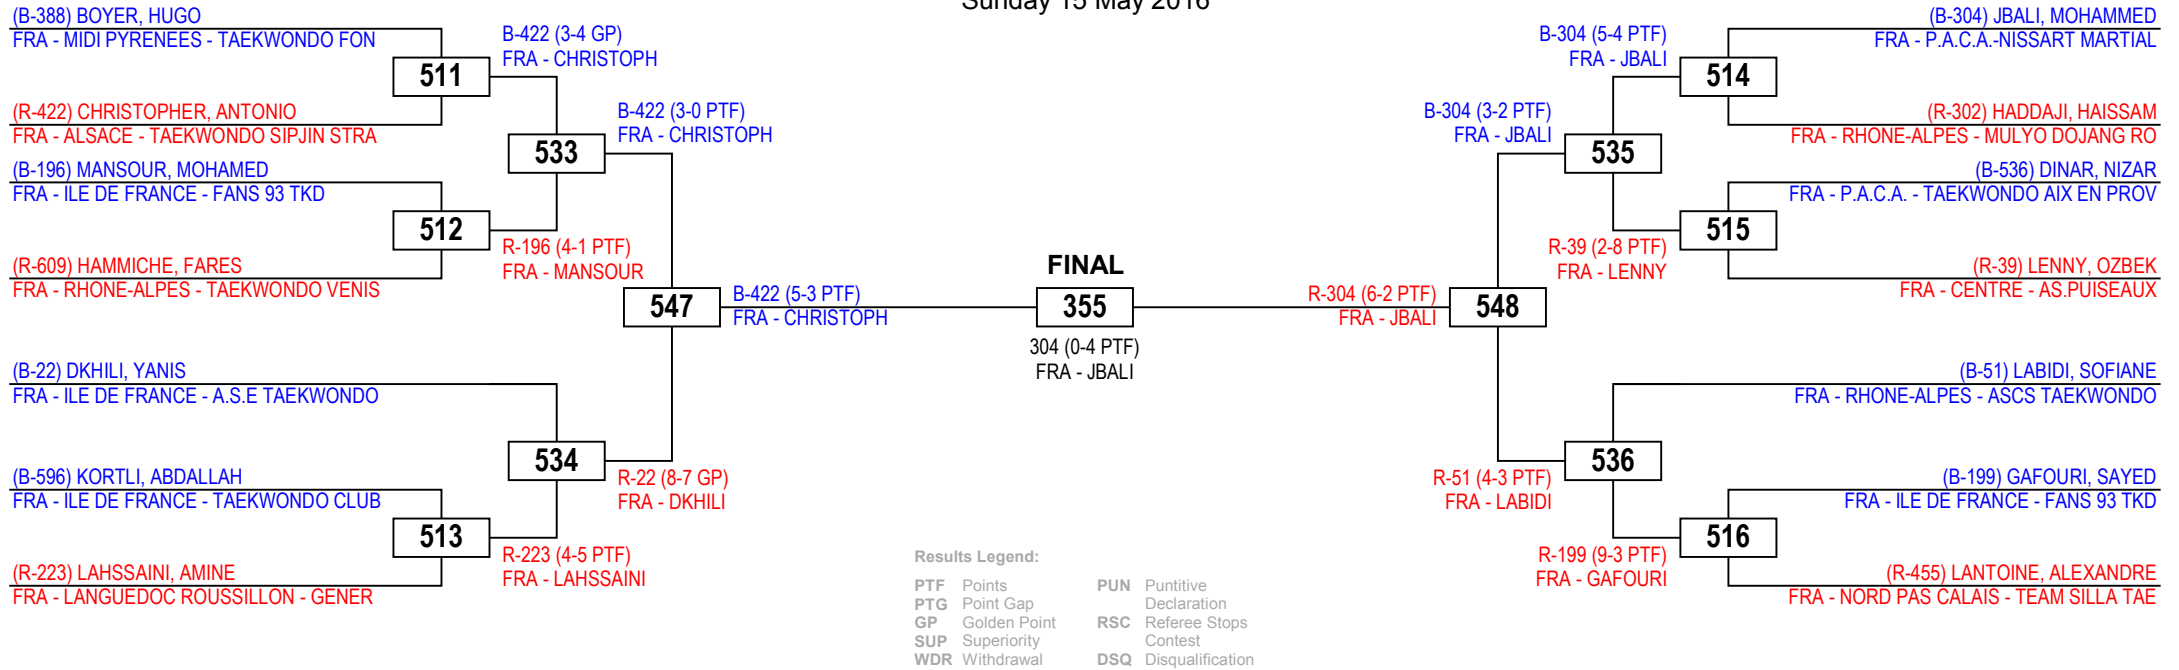 Sunday 15 May 2016
(B-388) BOYER, HUGO
FRA - MIDI PYRENEES - TAEKWONDO FON
511
(R-422) CHRISTOPHER, ANTONIO
FRA - ALSACE - TAEKWONDO SIPJIN STRA
B-422 (3-4 GP)
FRA - CHRISTOPH
(B-196) MANSOUR, MOHAMED
FRA - ILE DE FRANCE - FANS 93 TKD
512
(R-609) HAMMICHE, FARES
FRA - RHONE-ALPES - TAEKWONDO VENIS
R-196 (4-1 PTF)
FRA - MANSOUR
533
B-422 (3-0 PTF)
FRA - CHRISTOPH
(B-22) DKHILI, YANIS
FRA - ILE DE FRANCE - A.S.E TAEKWONDO
(B-596) KORTLI, ABDALLAH
FRA - ILE DE FRANCE - TAEKWONDO CLUB
513
(R-223) LAHSSAINI, AMINE
FRA - LANGUEDOC ROUSSILLON - GENER
R-223 (4-5 PTF)
FRA - LAHSSAINI
534
R-22 (8-7 GP)
FRA - DKHILI
547
B-422 (5-3 PTF)
FRA - CHRISTOPH
FINAL
355
304 (0-4 PTF)
FRA - JBALI
R-304 (6-2 PTF)
FRA - JBALI
548
B-304 (3-2 PTF)
FRA - JBALI
535
B-304 (5-4 PTF)
FRA - JBALI
514
(B-304) JBALI, MOHAMMED
FRA - P.A.C.A.-NISSART MARTIAL
(R-302) HADDAJI, HAISSAM
FRA - RHONE-ALPES - MULYO DOJANG RO
R-39 (2-8 PTF)
FRA - LENNY
515
(B-536) DINAR, NIZAR
FRA - P.A.C.A. - TAEKWONDO AIX EN PROV
(R-39) LENNY, OZBEK
FRA - CENTRE - AS.PUISEAUX
R-51 (4-3 PTF)
FRA - LABIDI
536
(B-51) LABIDI, SOFIANE
FRA - RHONE-ALPES - ASCS TAEKWONDO
R-199 (9-3 PTF)
FRA - GAFOURI
516
(B-199) GAFOURI, SAYED
FRA - ILE DE FRANCE - FANS 93 TKD
(R-455) LANTOINE, ALEXANDRE
FRA - NORD PAS CALAIS - TEAM SILLA TAE
Results Legend:
PTF Points
PTG Point Gap
GP Golden Point
SUP Superiority
WDR Withdrawal
PUN Puntitive
Declaration
RSC Referee Stops
Contest
DSQ Disqualification